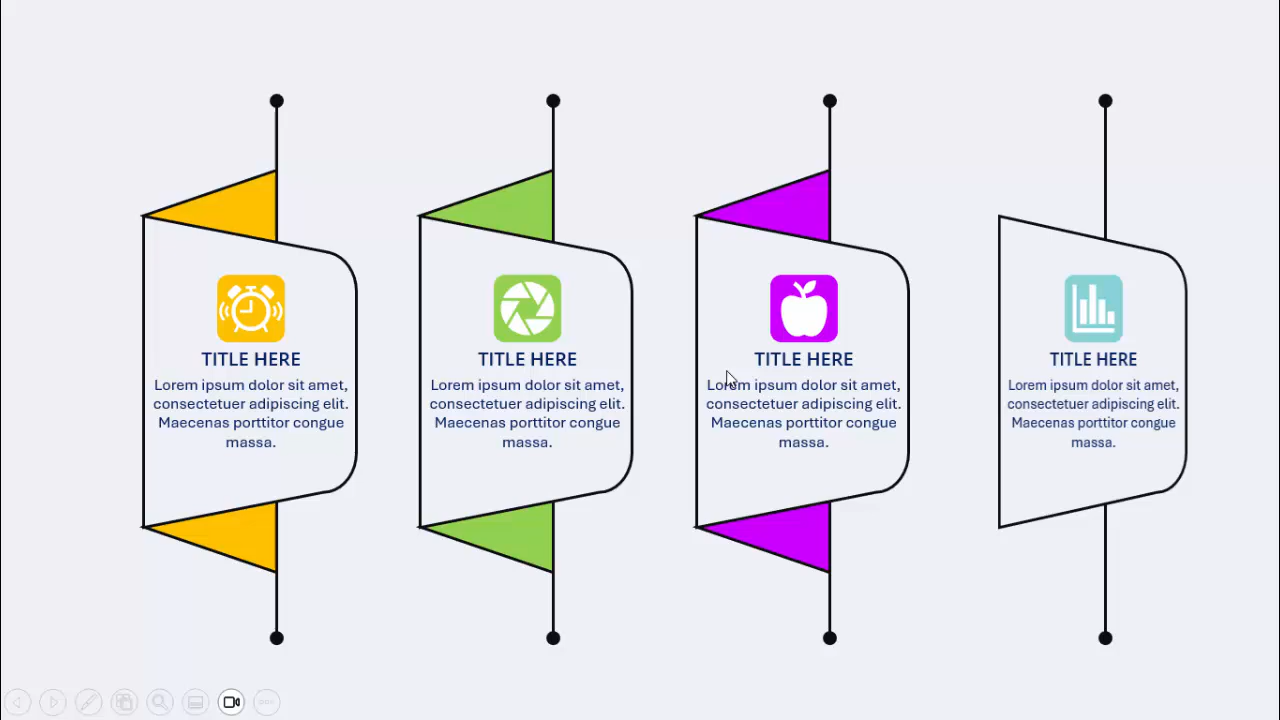 TITLE HERE
Lorem ipsum dolor sit amet,
consectetuer adipiscing elit.
Maecenas porttitor congue
massa.
TITLE HERE
Lorem ipsum dolor sit amet,
consectetuer adipiscing elit.
Maecenas porttitor congue
massa.
TITLE HERE
Lorem ipsum dolor sit amet,
consectetuer adipiscing elit.
Maecenas porttitor congue
massa.
TITLE HERE
Lorem ipsum dolor sit amet,
consectetuer adipiscing elit.
Maecenas porttitor congue
massa.